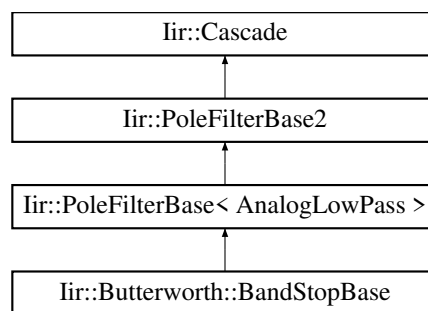 Iir::Cascade
Iir::PoleFilterBase2
Iir::PoleFilterBase< AnalogLowPass >
Iir::Butterworth::BandStopBase